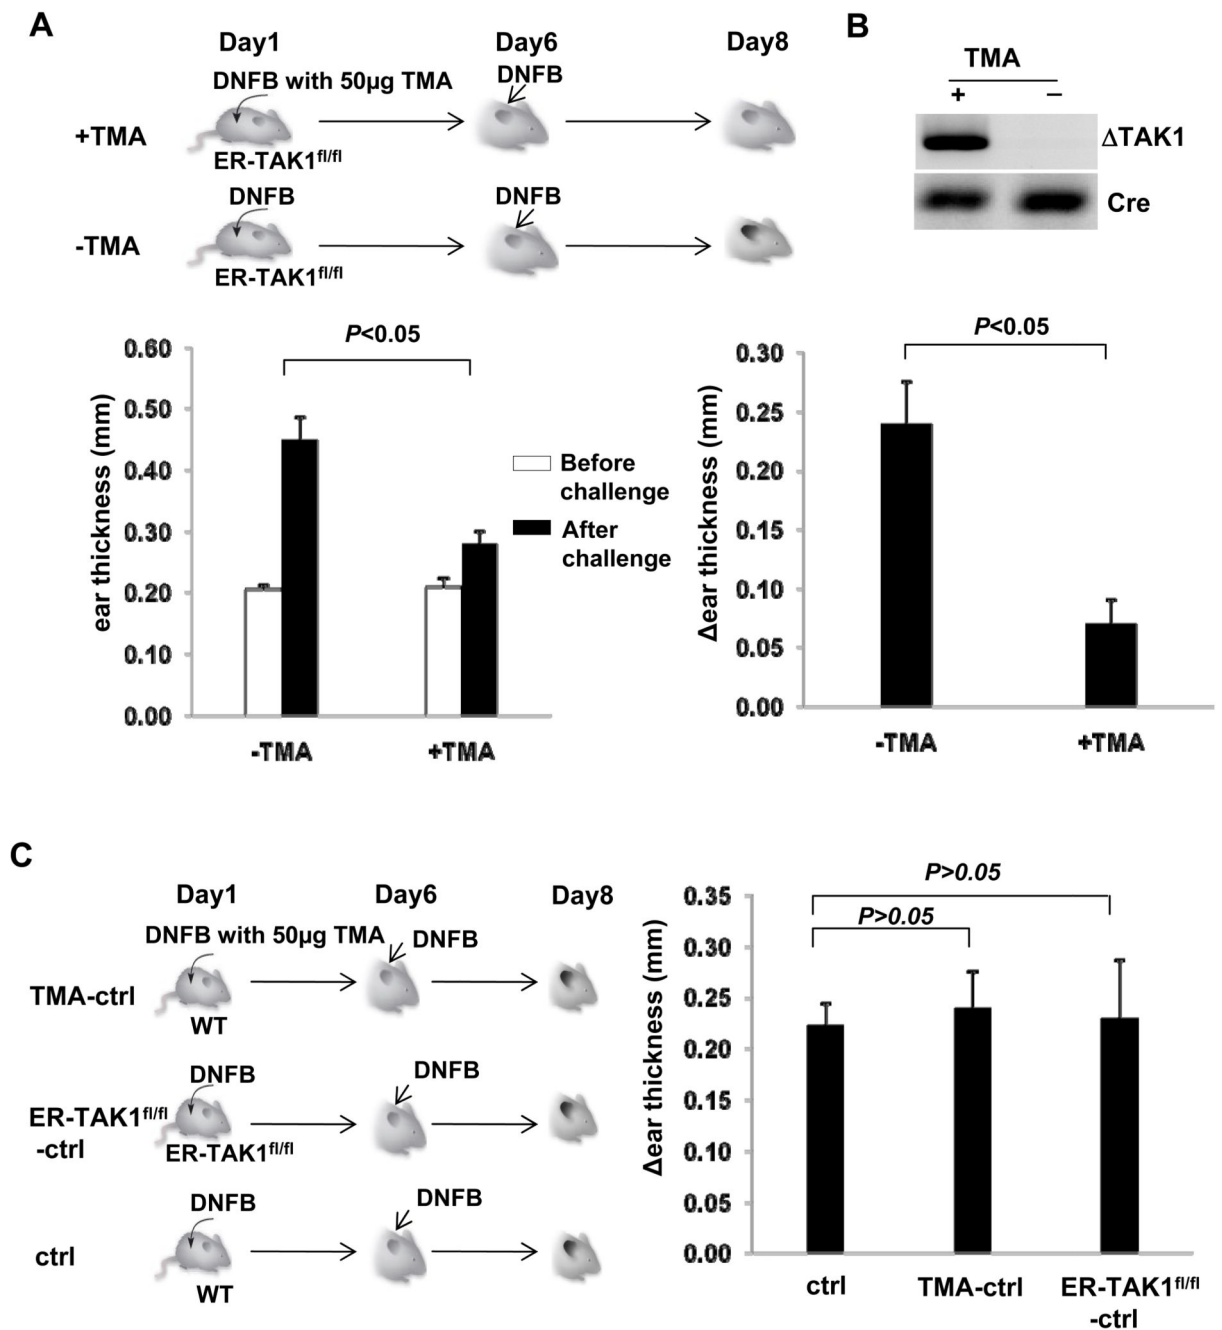 A
Day1 Day6 Day8
DNFB with 50µg TMA DNFB
+TMA
ER-TAK1fl/fl
DNFB DNFB
-TMA
ER-TAK1fl/fl
B
TMA
+ –
ΔTAK1
Cre
P<0.05
0.60
0.50
0.40
0.30
0.20
0.10
0.00
ear thickness (mm)
Before
challenge
After
challenge
-TMA +TMA
P<0.05
0.30
0.25
0.20
0.15
0.10
0.05
0.00
Δear thickness (mm)
-TMA +TMA
C
Day1 Day6 Day8
DNFB with 50µg TMA DNFB
TMA-ctrl
WT
DNFB DNFB
ER-TAK1fl/fl
-ctrl
ER-TAK1fl/fl
DNFB DNFB
ctrl
WT
P>0.05
P>0.05
0.35
0.30
0.25
0.20
0.15
0.10
0.05
0.00
Δear thickness (mm)
ctrl TMA-ctrl ER-TAK1fl/fl
-ctrl